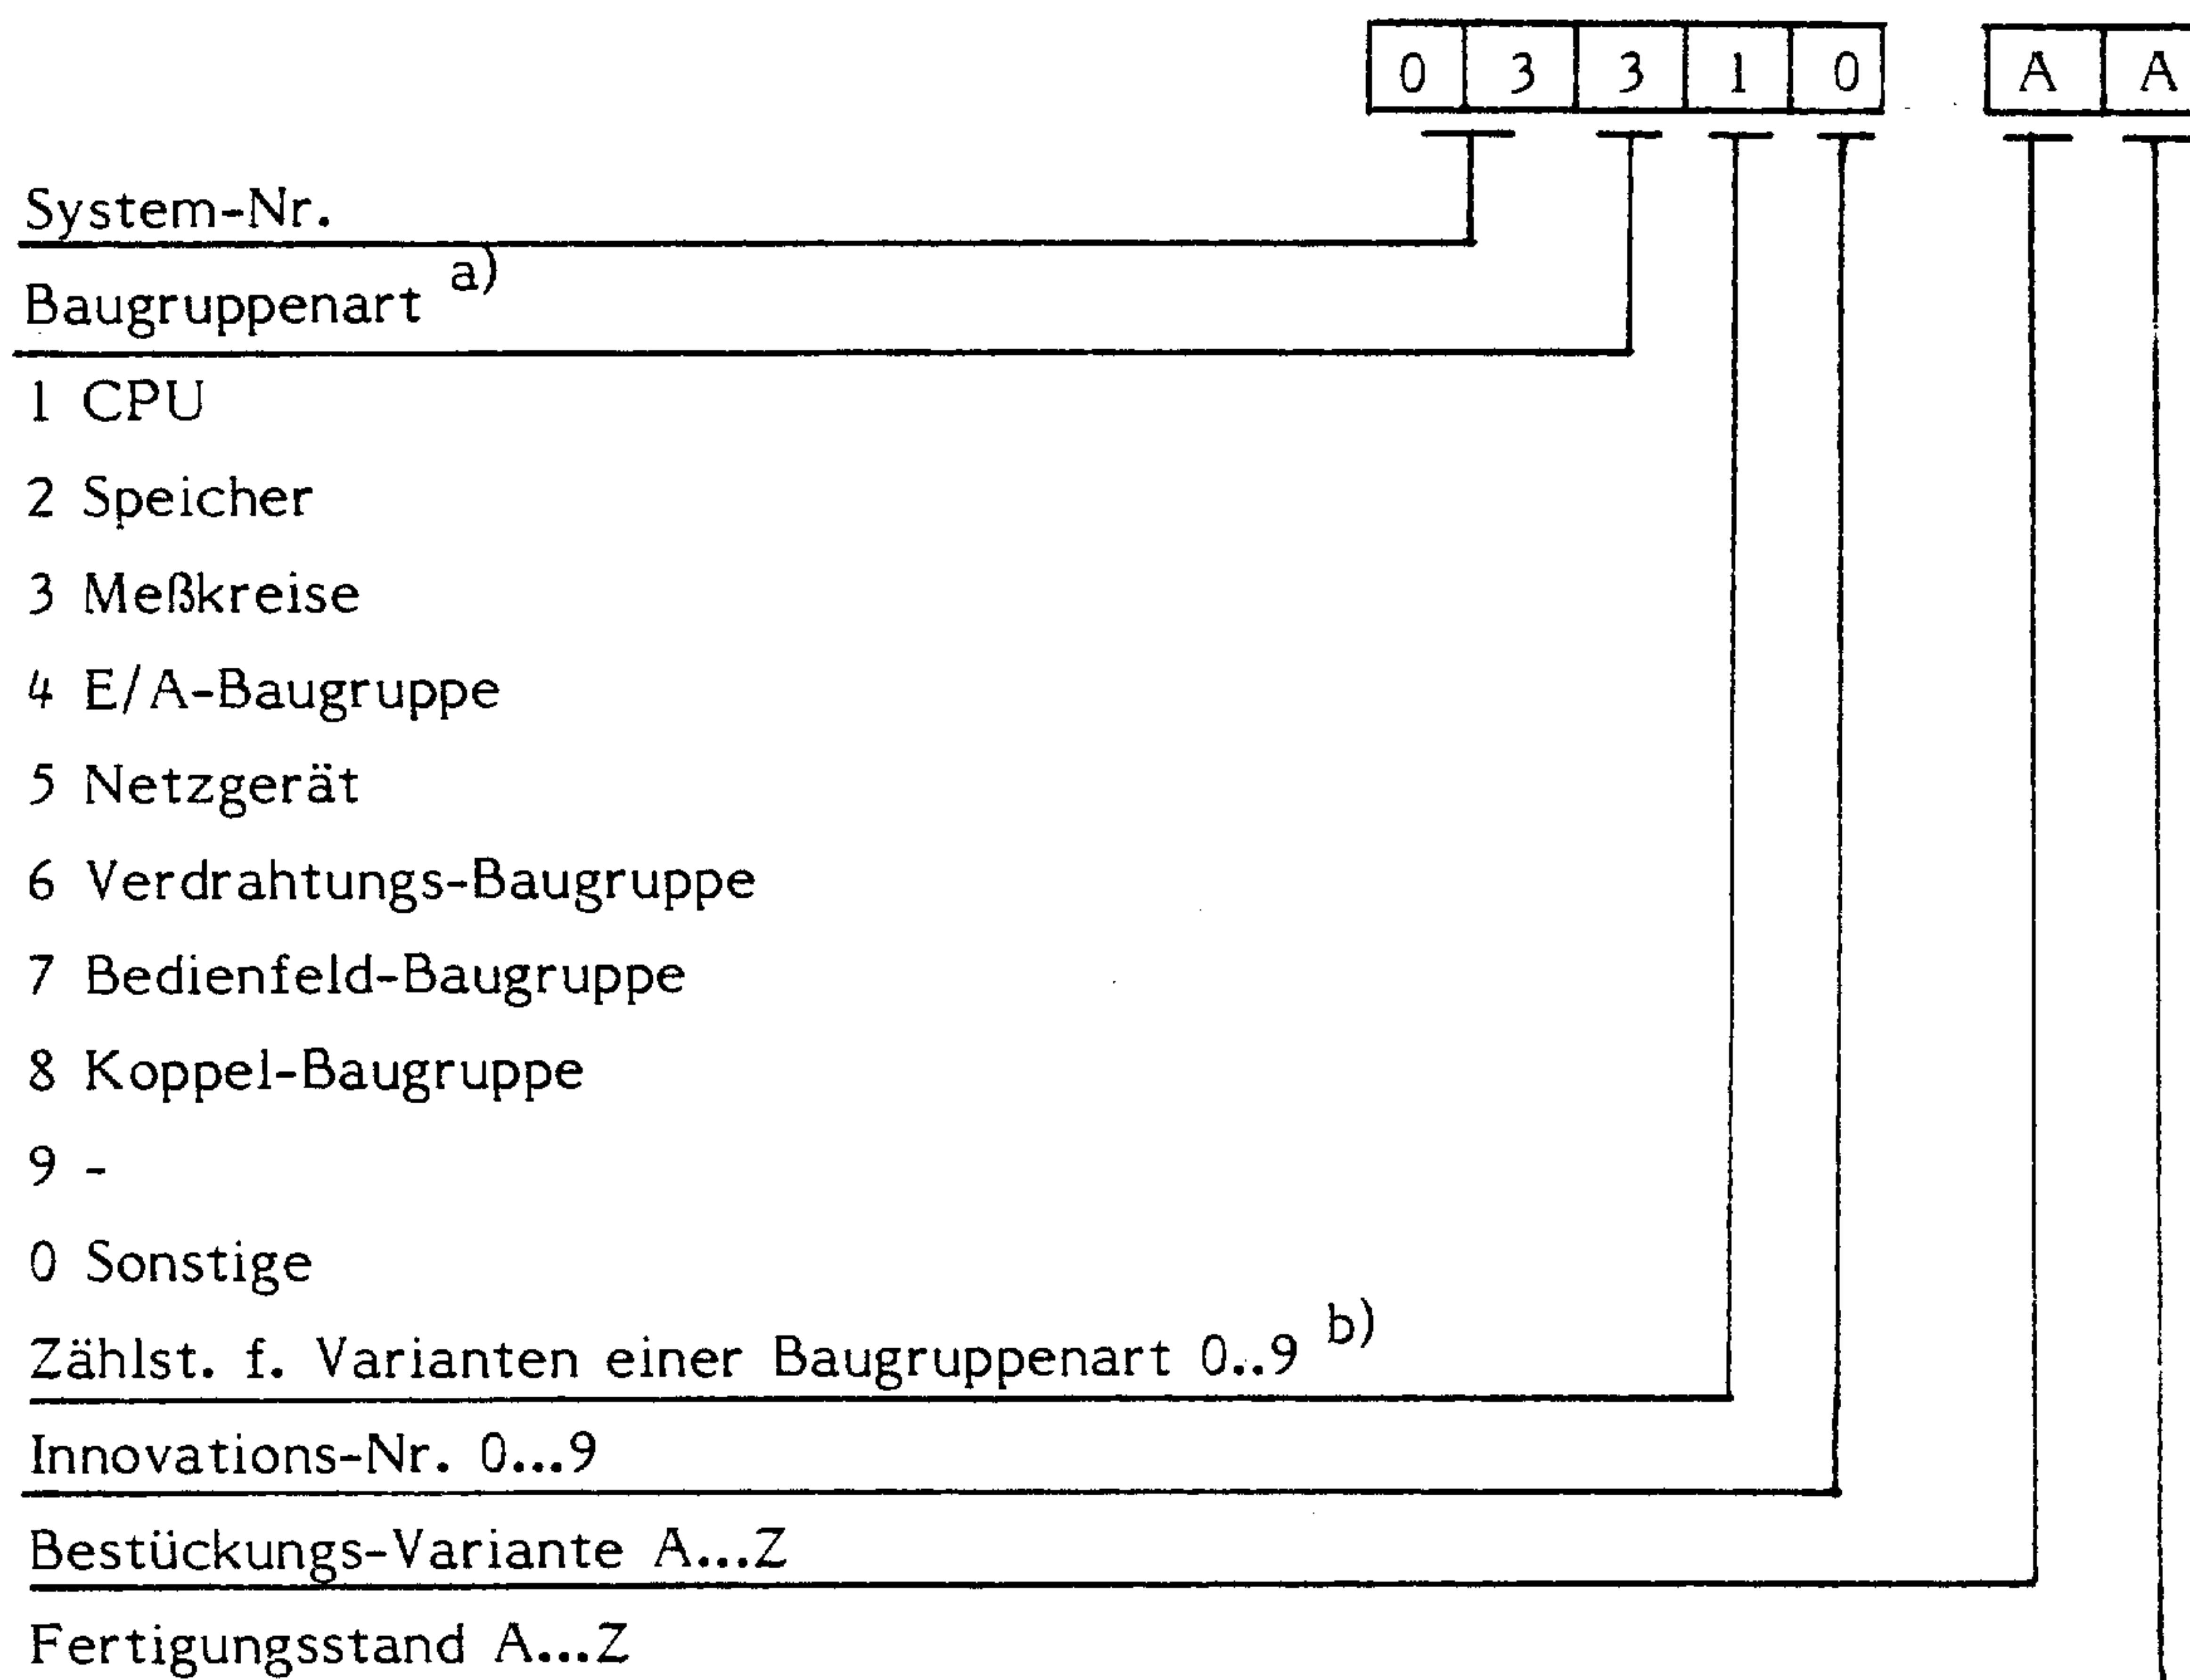 0 3 3 1 0 A A
System-Nr.
Baugruppenart a)
1 CPU
2 Speicher
3 Meßkreise
4 E/A-Baugruppe
5 Netzgerät
6 Verdrahtungs-Baugruppe
7 Bedienfeld-Baugruppe
8 Koppel-Baugruppe
9 -
0 Sonstige
Zählst. f. Varianten einer Baugruppenart 0..9 b)
Innovations-Nr. 0...9
Bestückungs-Variante A...Z
Fertigungsstand A...Z